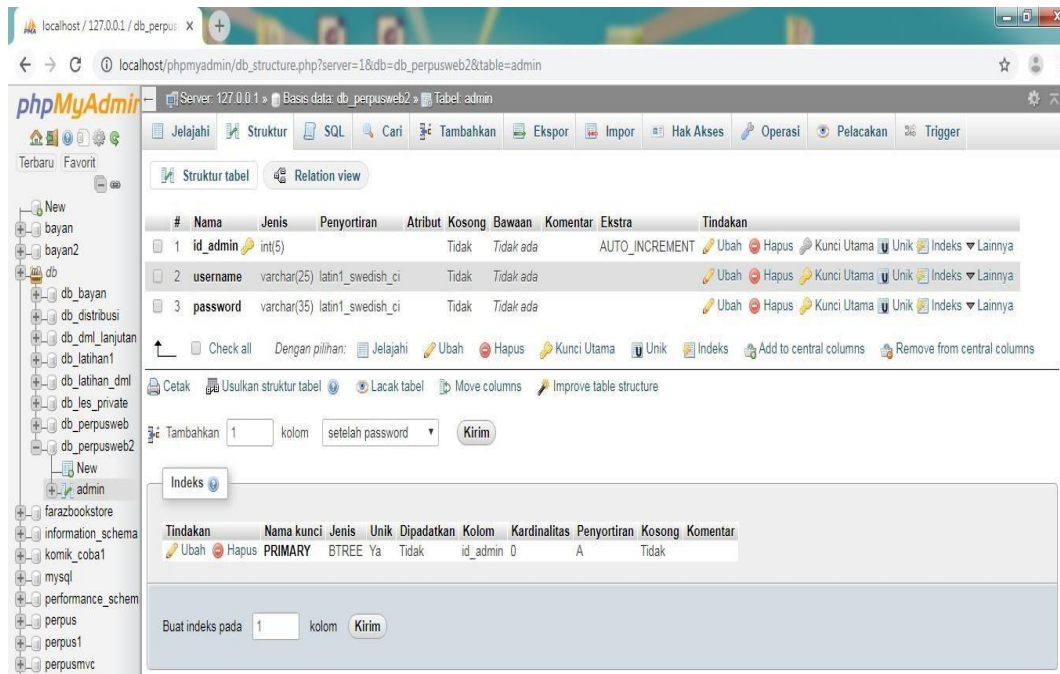 localhost / 127.0.0.1 / db_perpus
localhost/phpmyadmin/db_structure.php?server=1&db=db_perpusweb2&table=admin
phpMyAdmin
Server: 127.0.0.1 » Basis data: db_perpusweb2 » Tabel: admin
Jelajahi Struktur SQL Cari Tambahkan Ekspor Impor Hak Akses Operasi Pelacakan Trigger
Terbaru Favorit
New
bayan
bayan2
db
db_bayan
db_distribusi
db_dml_lanjutan
db_latihan1
db_latihan_dml
db_les_private
db_perpusweb
db_perpusweb2
New
admin
farazbookstore
information_schema
komik_coba1
mysql
performance_schem
perpus
perpus1
perpusmvc
Struktur tabel Relation view
# Nama Jenis Penyortiran Atribut Kosong Bawaan Komentar Ekstra Tindakan
1 id_admin int(5) Tidak Tidak ada AUTO_INCREMENT Ubah Hapus Kunci Utama Unik Indeks Lainnya
2 username varchar(25) latin1_swedish_ci Tidak Tidak ada Ubah Hapus Kunci Utama Unik Indeks Lainnya
3 password varchar(35) latin1_swedish_ci Tidak Tidak ada Ubah Hapus Kunci Utama Unik Indeks Lainnya
Check all Dengan pilihan: Jelajahi Ubah Hapus Kunci Utama Unik Indeks Add to central columns Remove from central columns
Cetak Usulkan struktur tabel Lacak tabel Move columns Improve table structure
Tambahkan 1 kolom setelah password Kirim
Indeks
Tindakan Nama kunci Jenis Unik Dipadatkan Kolom Kardinalitas Penyortiran Kosong Komentar
Ubah Hapus PRIMARY BTREE Ya Tidak id_admin 0 A Tidak
Buat indeks pada 1 kolom Kirim